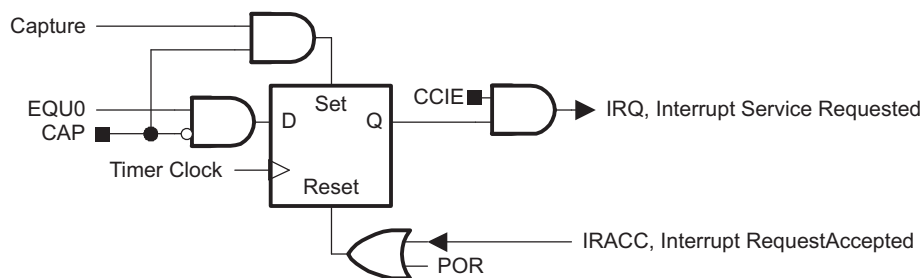 Capture
EQU0
CAP
Set
D
Q
CCIE
IRQ, Interrupt Service Requested
Timer Clock
Reset
IRACC, Interrupt RequestAccepted
POR